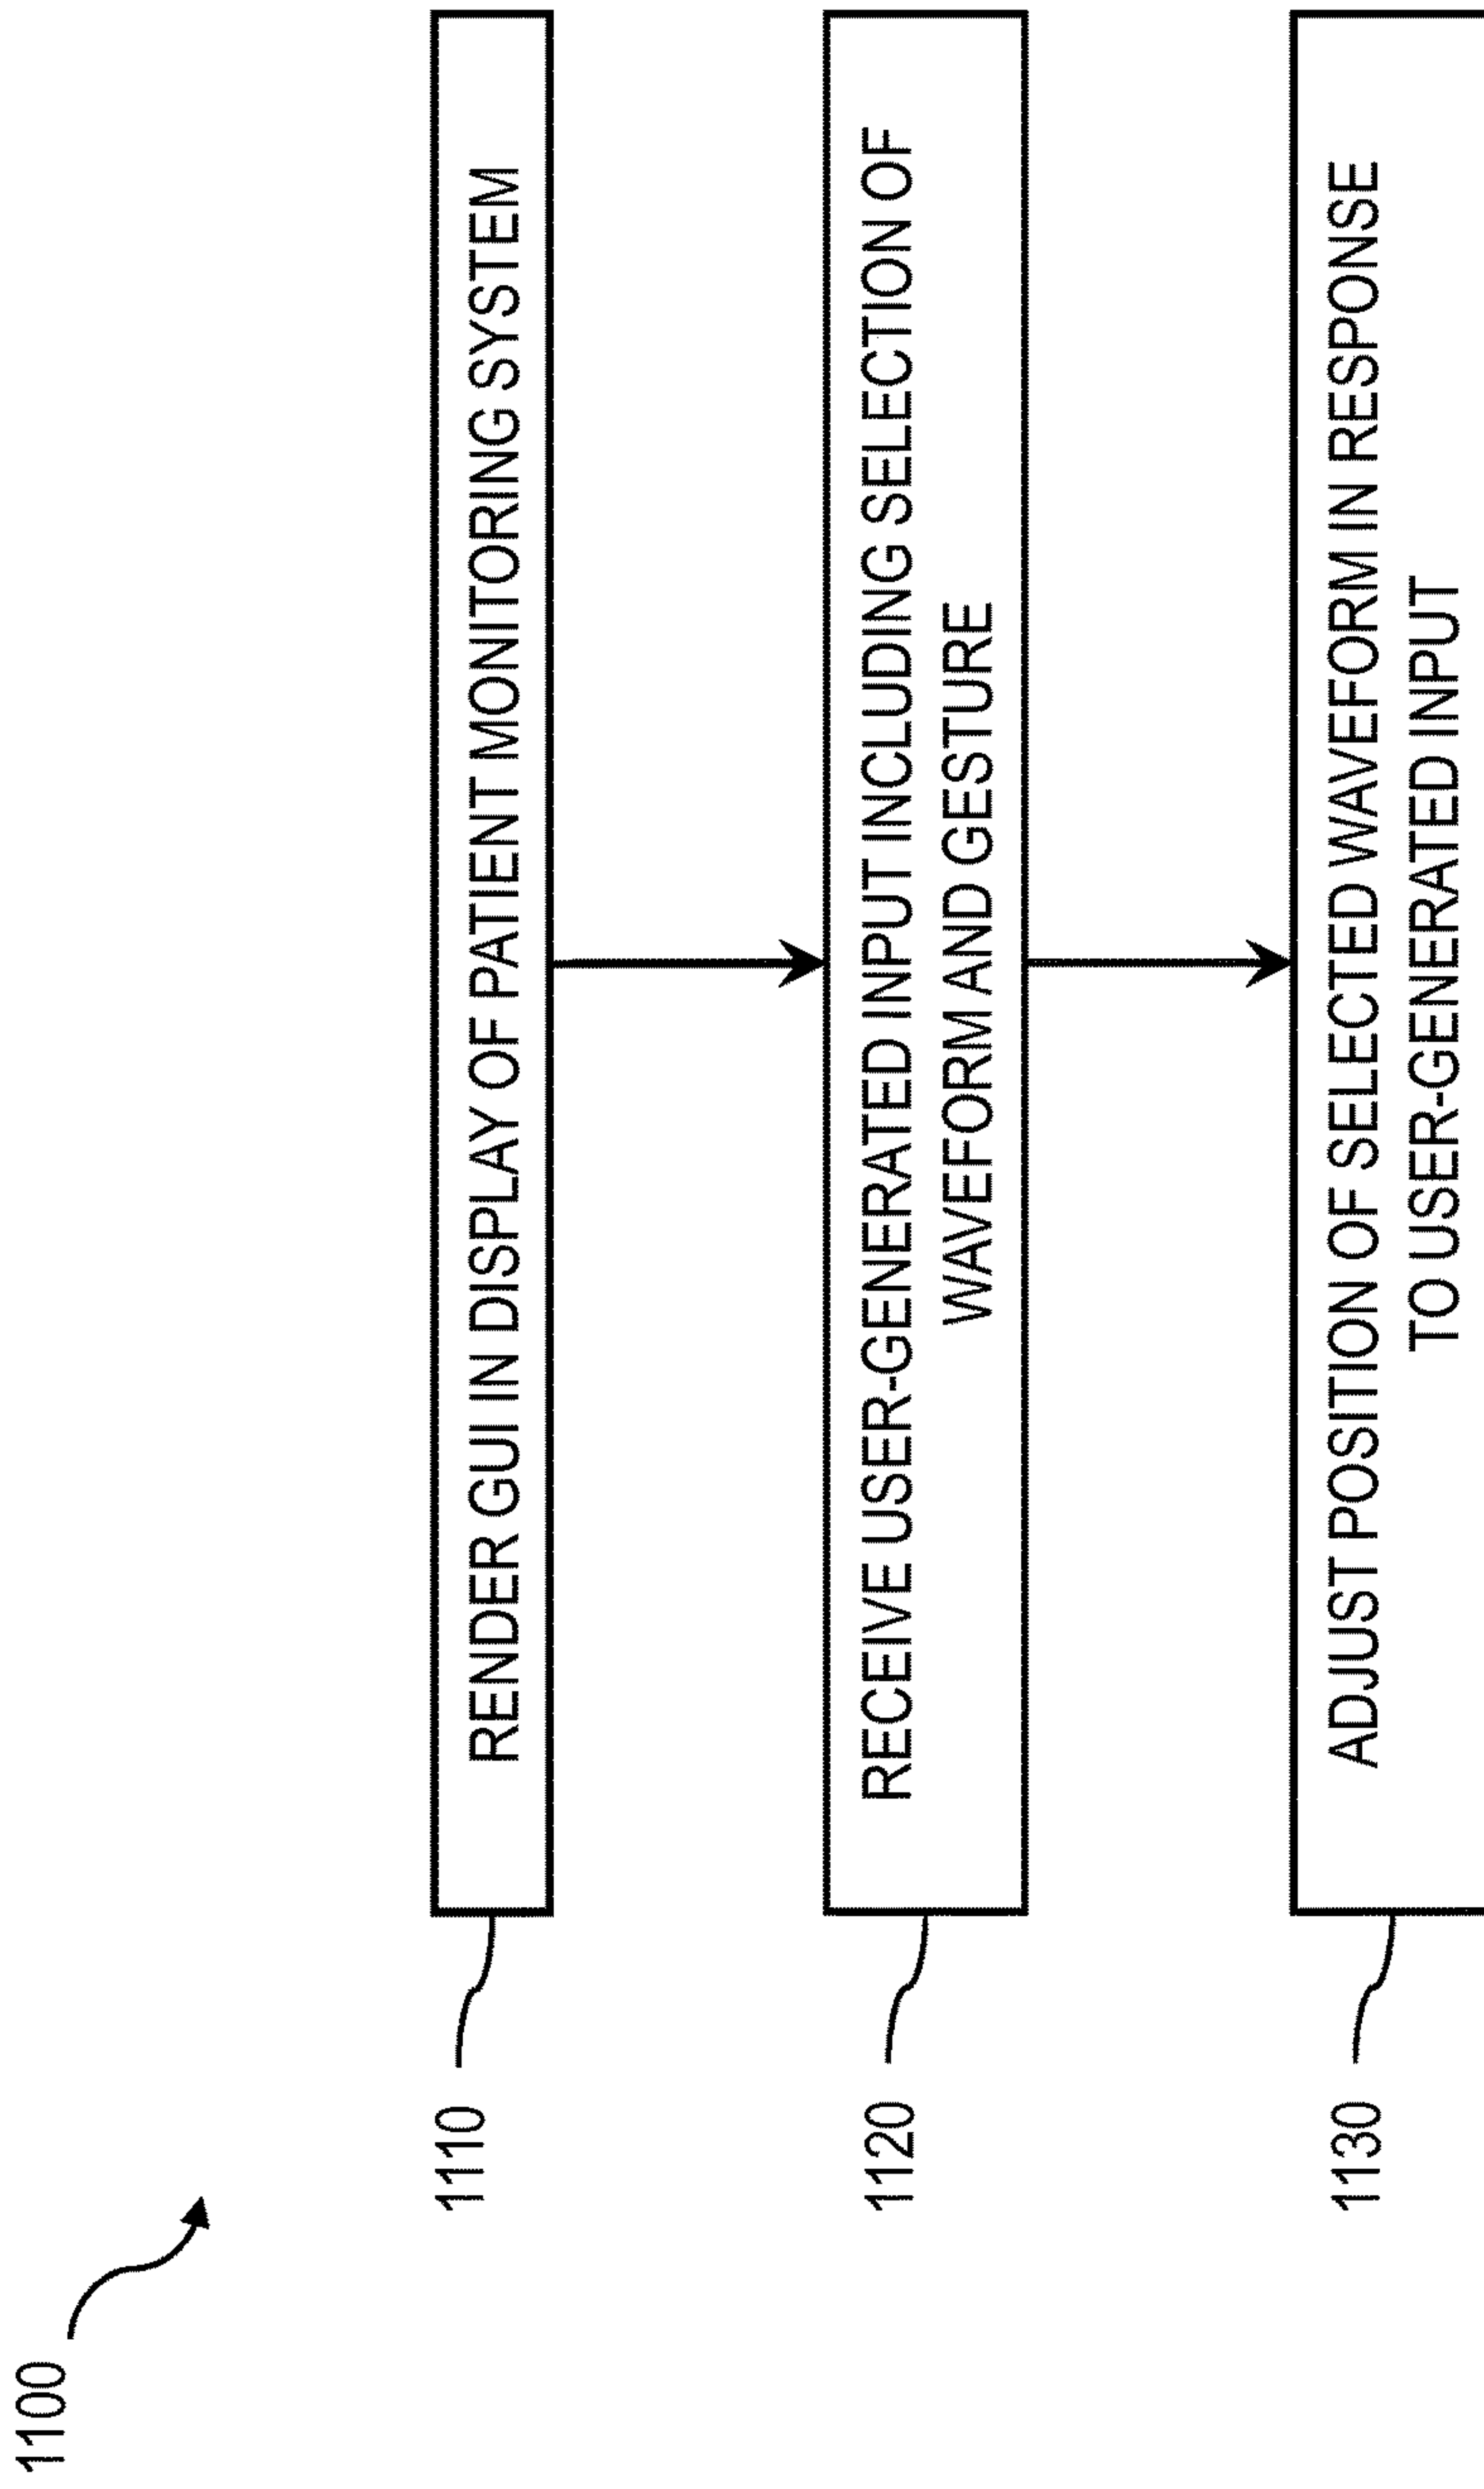 1100
1110
RENDER GUI IN DISPLAY OF PATIENT MONITORING SYSTEM
1120
RECEIVE USER-GENERATED INPUT INCLUDING SELECTION OF
WAVEFORM AND GESTURE
1130
ADJUST POSITION OF SELECTED WAVEFORM IN RESPONSE
TO USER-GENERATED INPUT